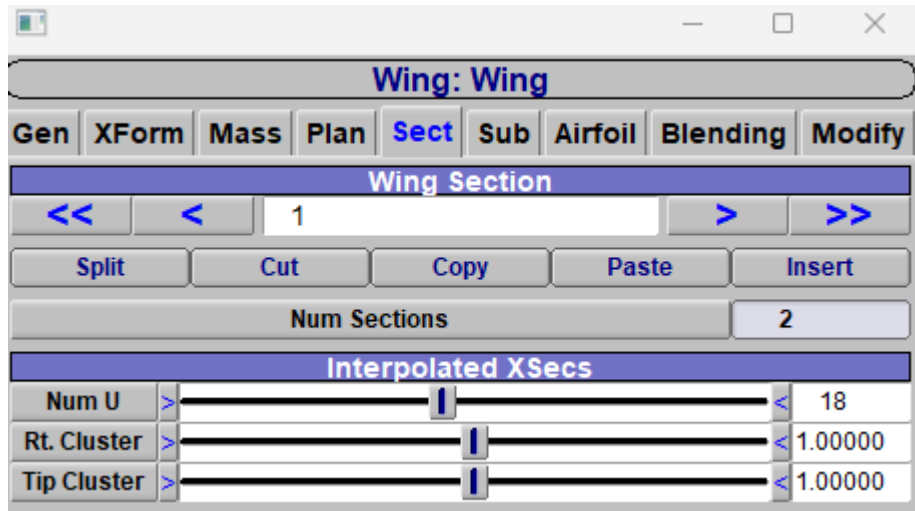 Wing: Wing
Gen XForm Mass Plan Sect Sub Airfoil Blending Modify
Wing Section
<< < 1 > >>
Split Cut Copy Paste Insert
Num Sections 2
Interpolated XSecs
Num U > < 18
Rt. Cluster > < 1.00000
Tip Cluster > < 1.00000